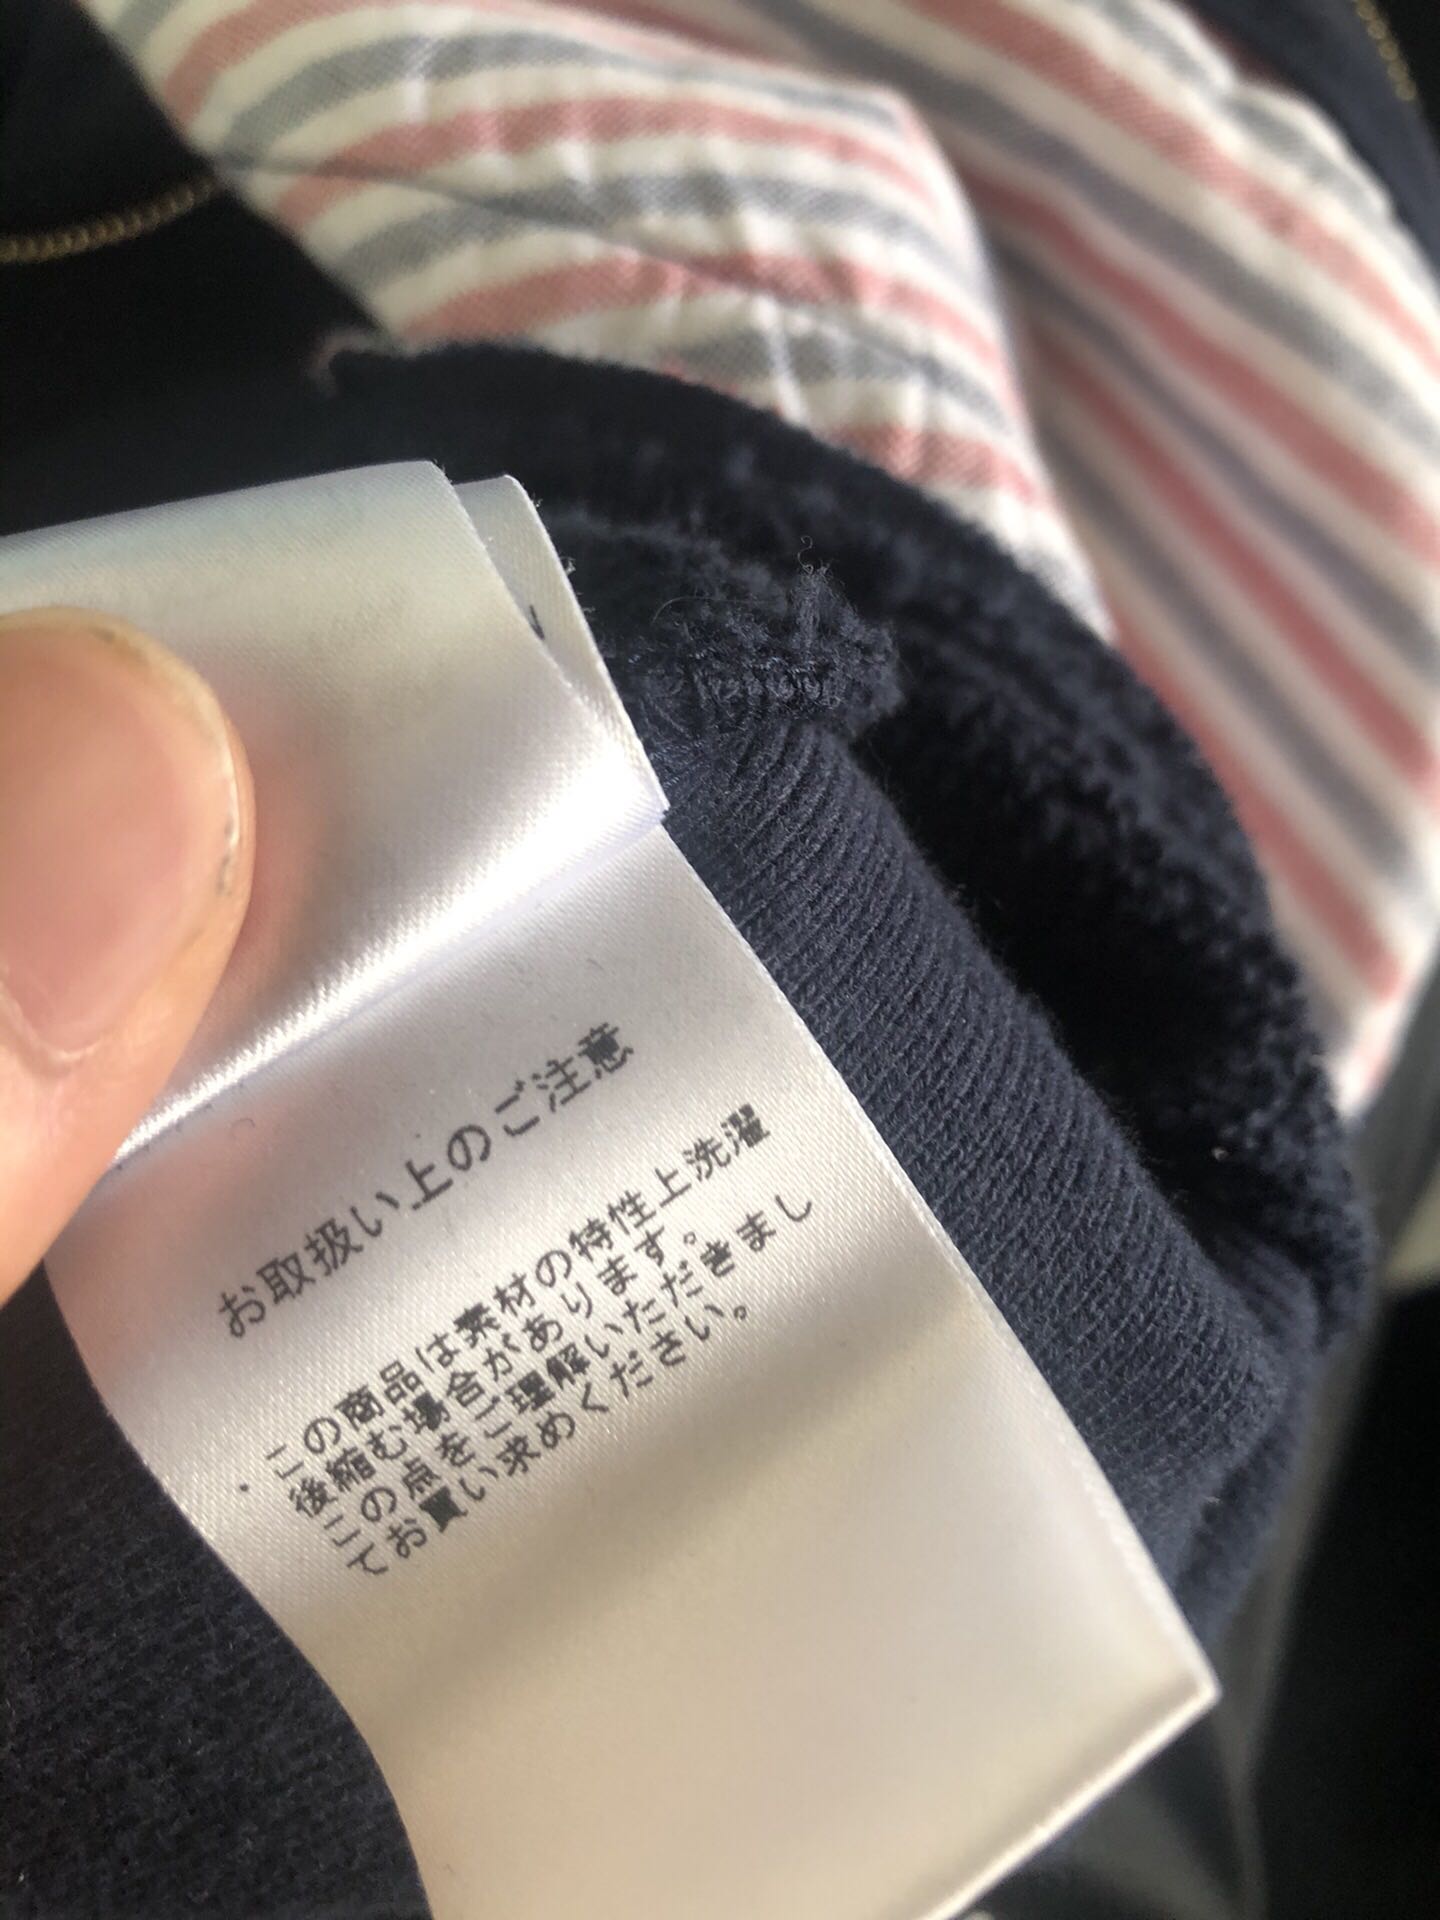 お取扱い上のご注意
・この商品は素材の特性上洗濯
後縮む場合があります。
この点をご理解いただきまし
てお買い求めください。